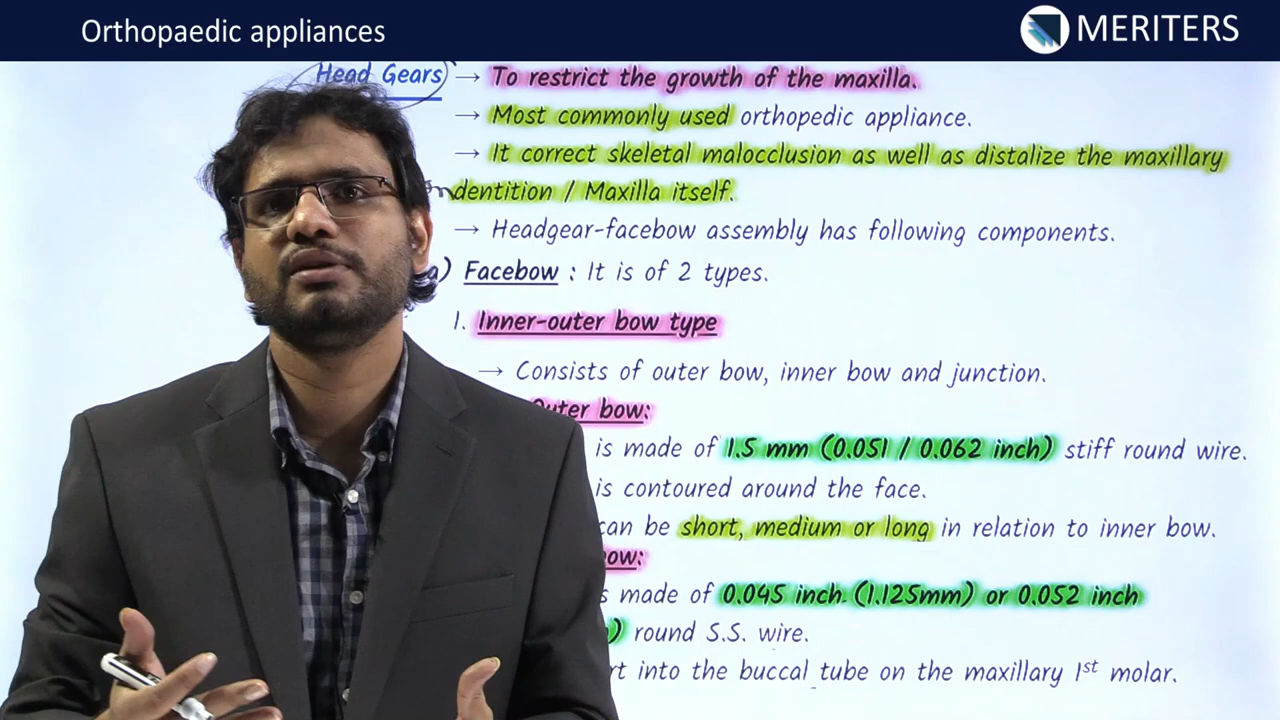 Orthopaedic appliances
MERITERS
Head Gears → To restrict the growth of the maxilla.
→ Most commonly used orthopedic appliance.
→ It correct skeletal malocclusion as well as distalize the maxillary
dentition / Maxilla itself.
→ Headgear-facebow assembly has following components.
a) Facebow : It is of 2 types.
1. Inner-outer bow type
→ Consists of outer bow, inner bow and junction.
Outer bow:
is made of 1.5 mm (0.051 / 0.062 inch) stiff round wire.
is contoured around the face.
can be short, medium or long in relation to inner bow.
bow:
made of 0.045 inch (1.125mm) or 0.052 inch
) round S.S. wire.
into the buccal tube on the maxillary 1st molar.